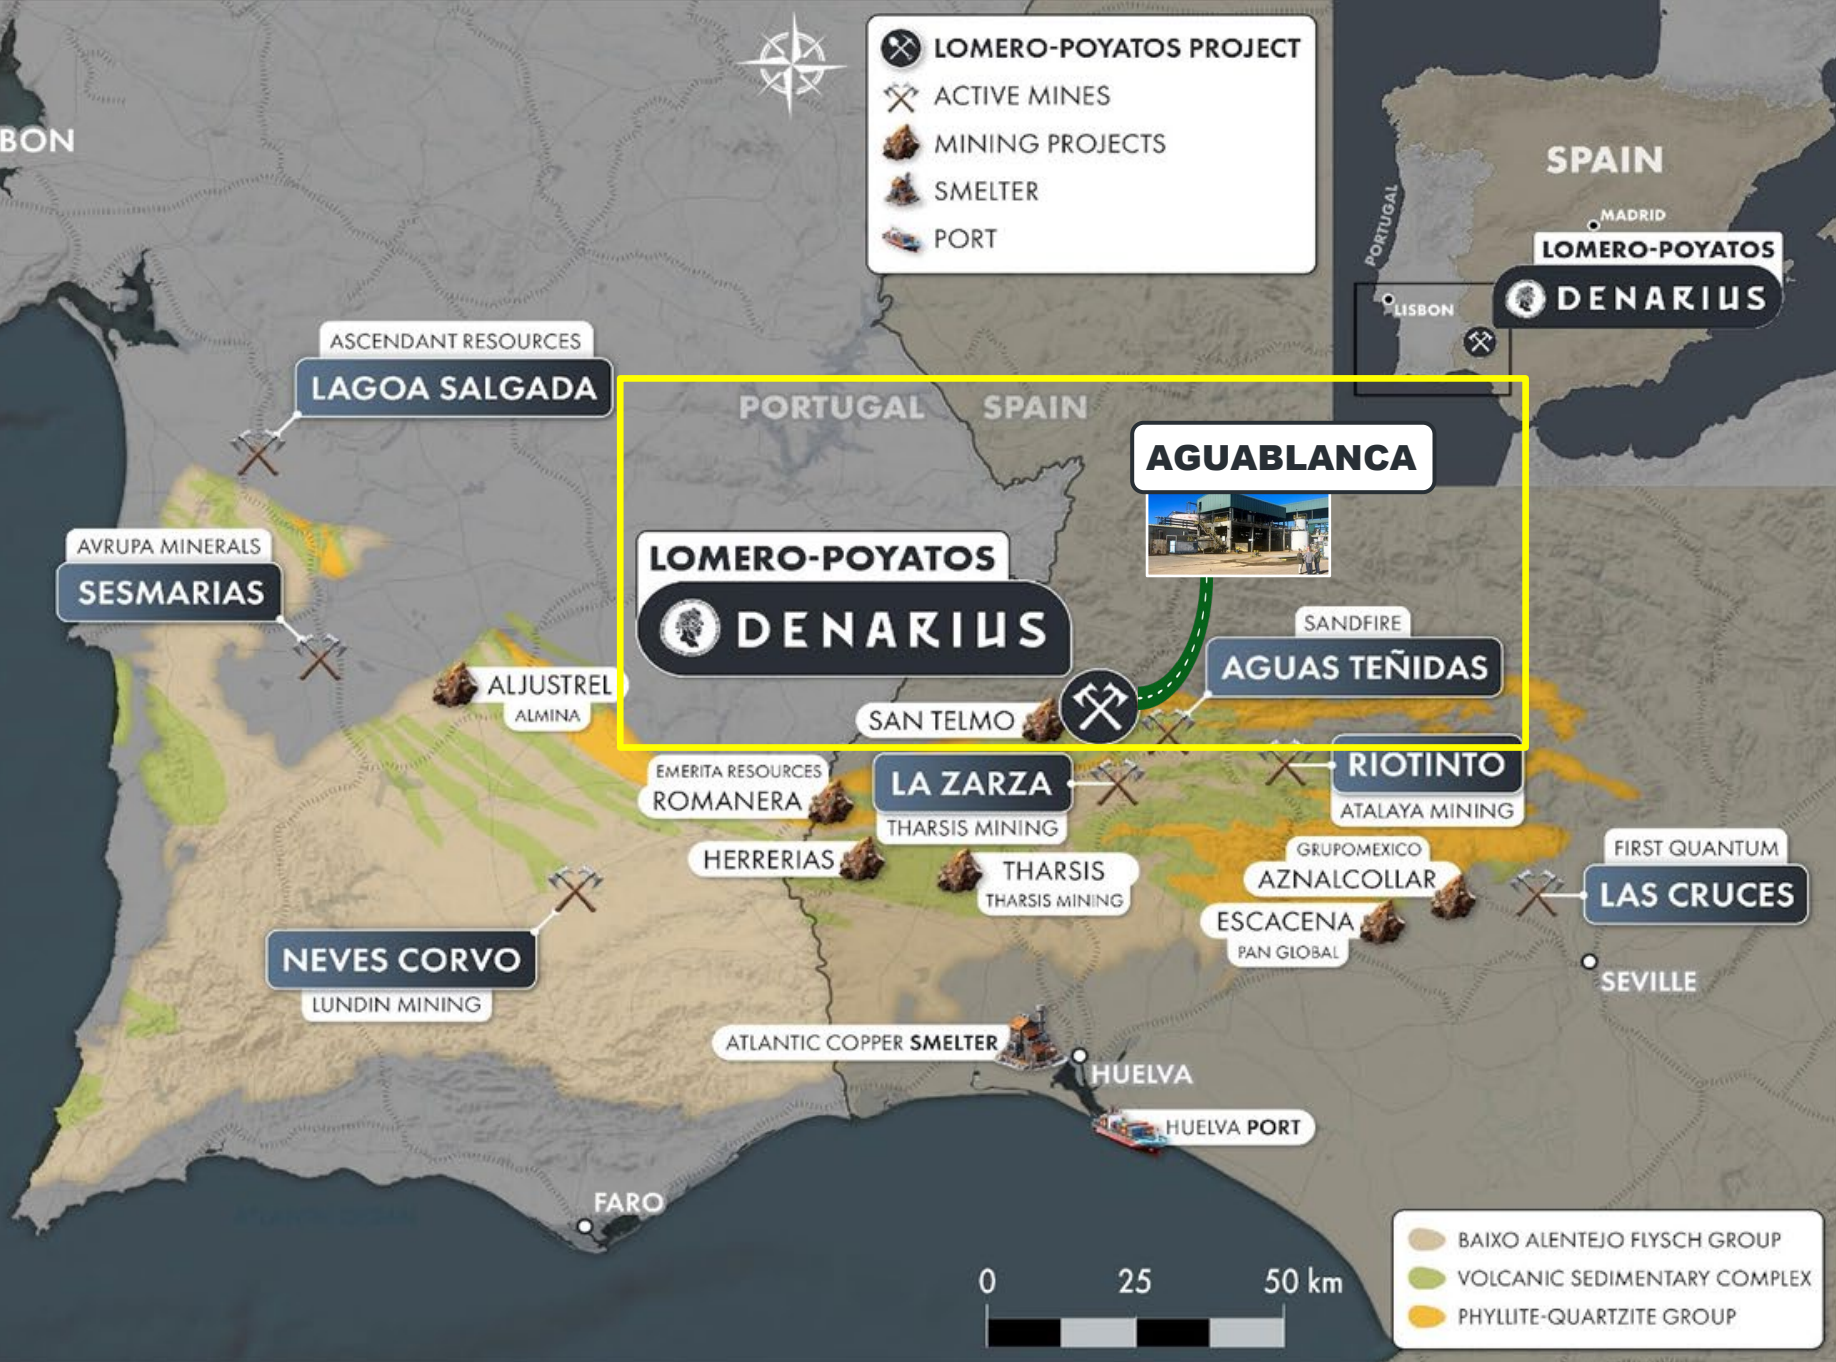 BON
LOMERO-POYATOS PROJECT
ACTIVE MINES
MINING PROJECTS
SMELTER
PORT
SPAIN
PORTUGAL
MADRID
LOMERO-POYATOS
DENARIUS
LISBON
ASCENDANT RESOURCES
LAGOA SALGADA
PORTUGAL
SPAIN
AGUABLANCA
AVRUPA MINERALS
SESMARIAS
LOMERO-POYATOS
DENARIUS
SANDFIRE
AGUAS TEÑIDAS
ALJUSTREL
ALMINA
SAN TELMO
EMERITA RESOURCES
ROMANERA
LA ZARZA
THARSIS MINING
RIOTINTO
ATALAYA MINING
HERRERIAS
THARSIS
THARSIS MINING
GRUPOMEXICO
AZNALCOLLAR
FIRST QUANTUM
LAS CRUCES
ESCACENA
PAN GLOBAL
NEVES CORVO
LUNDIN MINING
SEVILLE
ATLANTIC COPPER SMELTER
HUELVA
HUELVA PORT
FARO
0 25 50 km
BAIXO ALENTEJO FLYSCH GROUP
VOLCANIC SEDIMENTARY COMPLEX
PHYLLITE-QUARTZITE GROUP